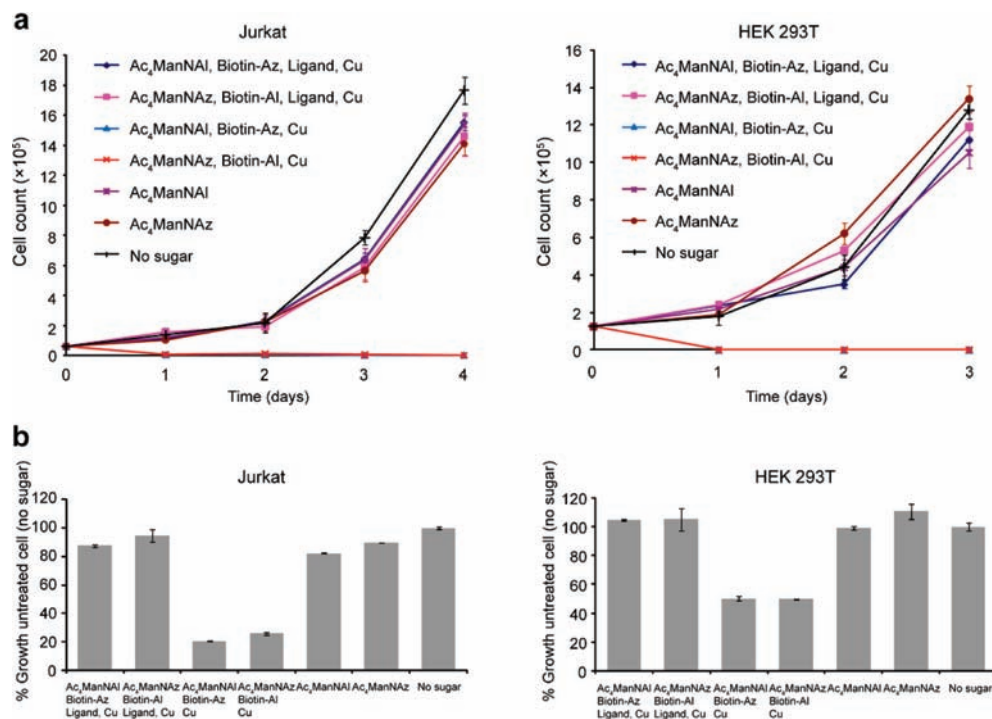 a
Jurkat
Cell count (×10⁵)
20
18
16
14
12
10
8
6
4
2
0
Ac₄ManNAl, Biotin-Az, Ligand, Cu
Ac₄ManNAz, Biotin-Al, Ligand, Cu
Ac₄ManNAl, Biotin-Az, Cu
Ac₄ManNAz, Biotin-Al, Cu
Ac₄ManNAl
Ac₄ManNAz
No sugar
0 1 2 3 4
Time (days)
HEK 293T
Cell count (×10⁵)
16
14
12
10
8
6
4
2
0
Ac₄ManNAl, Biotin-Az, Ligand, Cu
Ac₄ManNAz, Biotin-Al, Ligand, Cu
Ac₄ManNAl, Biotin-Az, Cu
Ac₄ManNAz, Biotin-Al, Cu
Ac₄ManNAl
Ac₄ManNAz
No sugar
0 1 2 3
Time (days)
b
Jurkat
% Growth untreated cell (no sugar)
120
100
80
60
40
20
0
Ac₄ManNAl Ac₄ManNAz Ac₄ManNAl Ac₄ManNAz Ac₄ManNAl Ac₄ManNAz No sugar
Biotin-Az Biotin-Al Biotin-Az Biotin-Al
Ligand, Cu Ligand, Cu Cu Cu
HEK 293T
% Growth untreated cell (no sugar)
120
100
80
60
40
20
0
Ac₄ManNAl Ac₄ManNAz Ac₄ManNAl Ac₄ManNAz Ac₄ManNAl Ac₄ManNAz No sugar
Biotin-Az Biotin-Al Biotin-Az Biotin-Al
Ligand, Cu Ligand, Cu Cu Cu